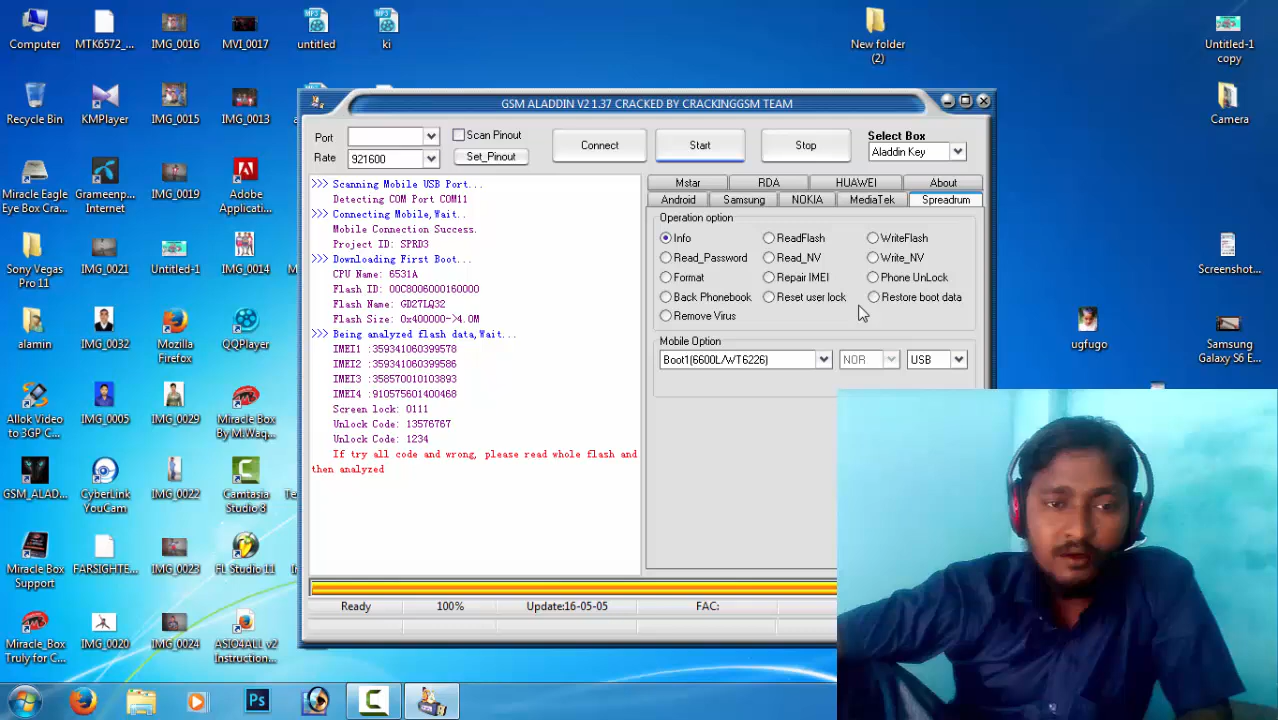 Computer
MTK6572_...
IMG_0016
MVI_0017
untitled
ki
New folder
(2)
Untitled-1
copy
Recycle Bin
KMPlayer
IMG_0015
IMG_0013
Camera
Miracle Eagle
Eye Box Cra...
Grameenp...
Internet
IMG_0019
Adobe
Applicati...
Sony Vegas
Pro 11
IMG_0021
Untitle_3
IMG_0014
Screenshot...
alamin
IMG_0032
Mozilla
Firefox
QQPlayer
ugfugo
Samsung
Galaxy S6 E...
Allok Video
to 3GP C...
IMG_0005
IMG_0029
Miracle Box
By M.Waq...
GSM_ALAD...
CyberLink
YouCam
IMG_0022
Camtasia
Studio 8
Miracle Box
Support
FARSIGHTE...
IMG_0023
FL Studio 11
Miracle_Box
Truly for C...
IMG_0020
IMG_0024
ASIO4ALL v2
Instruction...
GSM ALADDIN V2 1.37 CRACKED BY CRACKINGGSM TEAM
Port
Scan Pinout
Rate
921600
Set_Pinout
Connect
Start
Stop
Select Box
Aladdin Key
>>> Scanning Mobile USB Port...
Detecting COM Port COM11
>>> Connecting Mobile,Wait..
Mobile Connection Success.
Project ID: SPRD3
>>> Downloading First Boot...
CPU Name: 6531A
Flash ID: 00C8006000160000
Flash Name: GD27LQ32
Flash Size: 0x400000->4.0M
>>> Being analyzed flash data,Wait...
IMEI1 :359341060399578
IMEI2 :359341060399586
IMEI3 :358570010103893
IMEI4 :910575601400468
Screen lock: 0111
Unlock Code: 13576767
Unlock Code: 1234
If try all code and wrong, please read whole flash and
then analyzed
Mstar
RDA
HUAWEI
About
Android
Samsung
NOKIA
MediaTek
Spreadrum
Operation option
Info
ReadFlash
WriteFlash
Read_Password
Read_NV
Write_NV
Format
Repair IMEI
Phone UnLock
Back Phonebook
Reset user lock
Restore boot data
Remove Virus
Mobile Option
Boot1(6600L/WT6226)
NOR
USB
Ready
100%
Update:16-05-05
FAC:
Ps